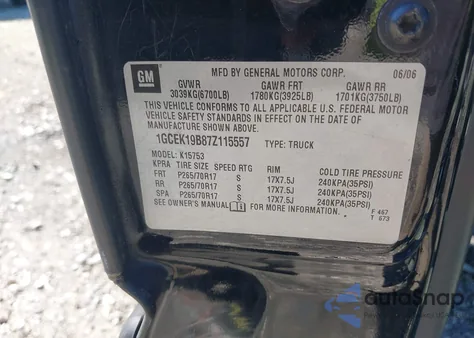 GM
MFD BY GENERAL MOTORS CORP. 06/06
GVWR GAWR FRT GAWR RR
3039KG(6700LB) 1780KG(3925LB) 1701KG(3750LB)
THIS VEHICLE CONFORMS TO ALL APPLICABLE U.S. FEDERAL MOTOR
VEHICLE SAFETY STANDARDS IN EFFECT ON THE DATE OF
MANUFACTURE SHOWN ABOVE.
1GCEK19B87Z115557 TYPE: TRUCK
MODEL: K15753
KPRA TIRE SIZE SPEED RTG RIM COLD TIRE PRESSURE
FRT P265/70R17 S 17X7.5J 240KPA(35PSI)
RR P265/70R17 S 17X7.5J 240KPA(35PSI)
SPA P265/70R17 S 17X7.5J 240KPA(35PSI)
SEE OWNER'S MANUAL FOR MORE INFORMATION. F 467
T 673
autoSnap